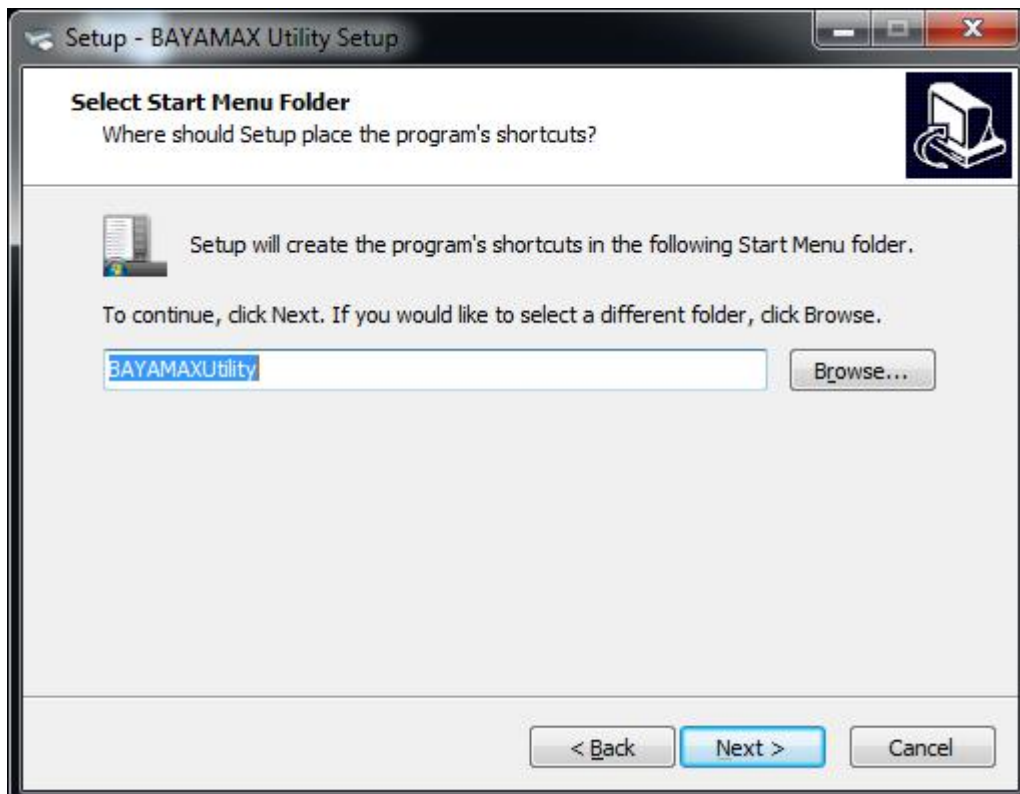 Setup - BAYAMAX Utility Setup
Select Start Menu Folder
Where should Setup place the program's shortcuts?
Setup will create the program's shortcuts in the following Start Menu folder.
To continue, click Next. If you would like to select a different folder, click Browse.
BAYAMAXUtility
Browse...
< Back
Next >
Cancel